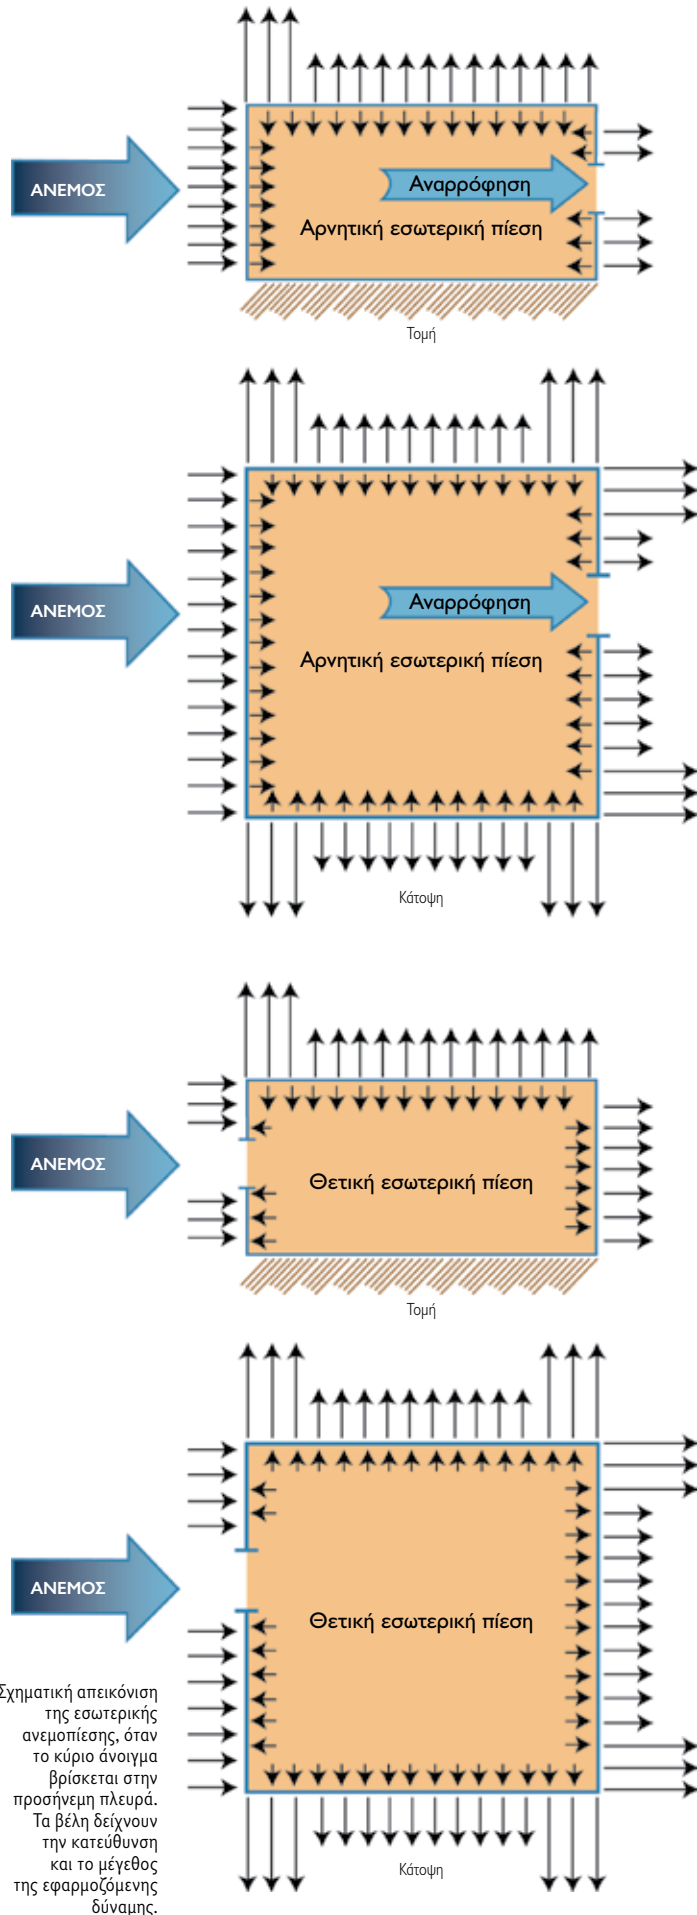 ΑΝΕΜΟΣ
Αναρρόφηση
Αρνητική εσωτερική πίεση
Τομή
ΑΝΕΜΟΣ
Αναρρόφηση
Αρνητική εσωτερική πίεση
Κάτοψη
ΑΝΕΜΟΣ
Θετική εσωτερική πίεση
Τομή
ΑΝΕΜΟΣ
Θετική εσωτερική πίεση
Κάτοψη
Σχηματική απεικόνιση
της εσωτερικής
ανεμοπίεσης, όταν
το κύριο άνοιγμα
βρίσκεται στην
προσήνεμη πλευρά.
Τα βέλη δείχνουν
την κατεύθυνση
και το μέγεθος
της εφαρμοζόμενης
δύναμης.